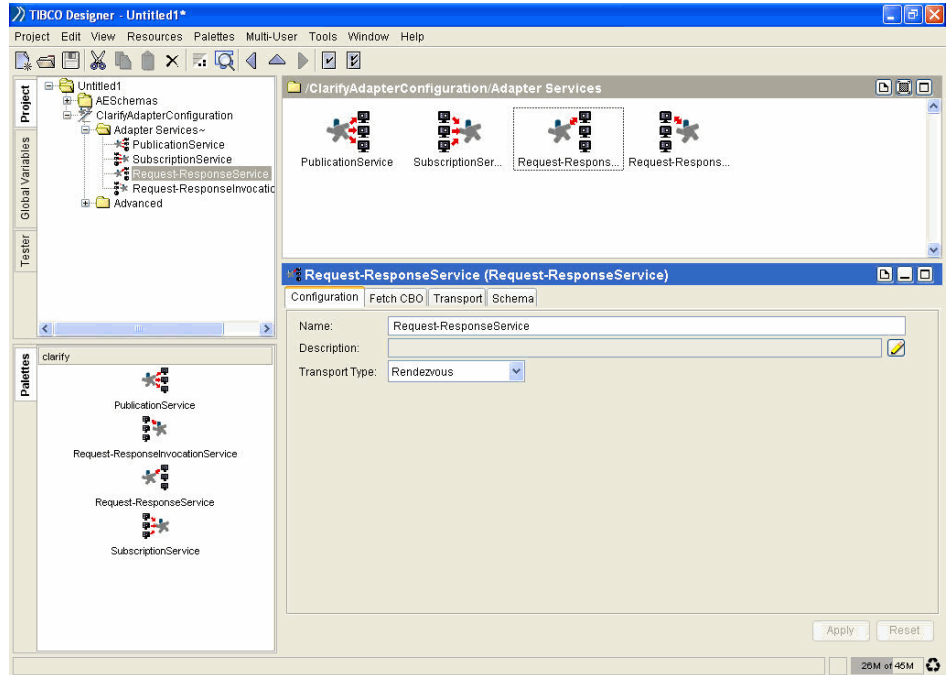 TIBCO Designer - Untitled1*
Project Edit View Resources Palettes Multi-User Tools Window Help
Project
Global Variables
Tester
Untitled1
AESchemas
ClarifyAdapterConfiguration
Adapter Services~
PublicationService
SubscriptionService
Request-ResponseService
Request-ResponseInvocatio
Advanced
/ClarifyAdapterConfiguration/Adapter Services
PublicationService SubscriptionSer... Request-Respons... Request-Respons...
Request-ResponseService (Request-ResponseService)
Configuration Fetch CBO Transport Schema
Name: Request-ResponseService
Description:
Transport Type: Rendezvous
Palettes
clarify
PublicationService
Request-ResponseInvocationService
Request-ResponseService
SubscriptionService
Apply Reset
26M of 45M